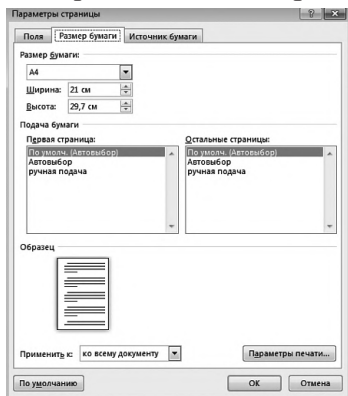 Параметры страницы
Поля Размер бумаги Источник бумаги
Размер бумаги:
A4
Ширина: 21 см
Высота: 29,7 см
Подача бумаги
Первая страница: Остальные страницы:
По умолч. (Автовыбор) По умолч. (Автовыбор)
Автовыбор Автовыбор
ручная подача ручная подача
Образец
Применить к: ко всему документу Параметры печати...
По умолчанию ОК Отмена